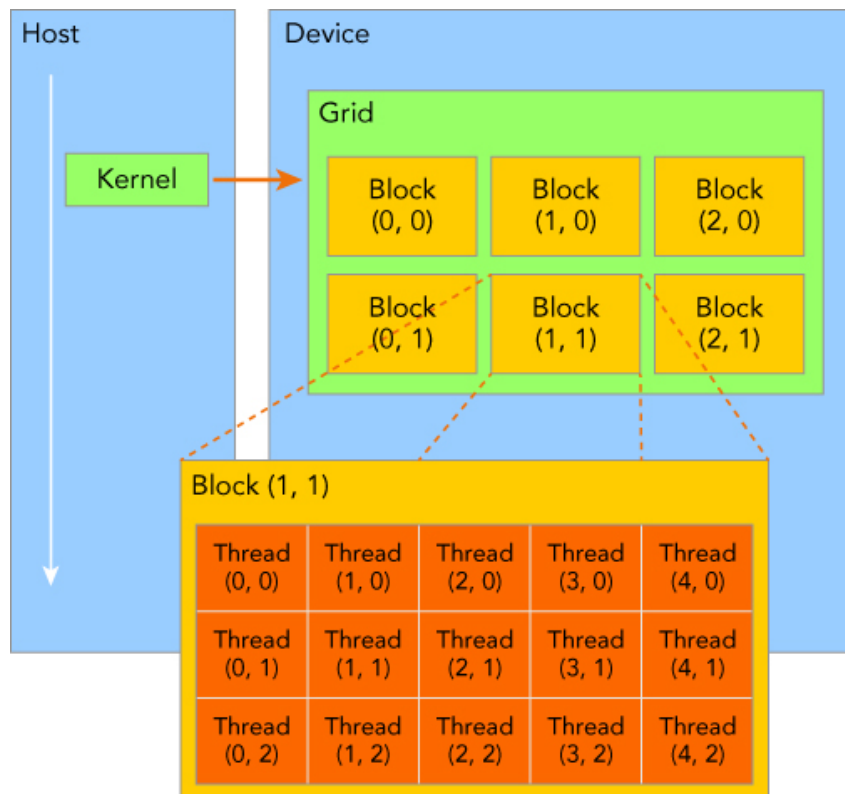 Host
Device
Grid
Kernel
Block
(0, 0)
Block
(1, 0)
Block
(2, 0)
Block
(0, 1)
Block
(1, 1)
Block
(2, 1)
Block (1, 1)
Thread
(0, 0)
Thread
(1, 0)
Thread
(2, 0)
Thread
(3, 0)
Thread
(4, 0)
Thread
(0, 1)
Thread
(1, 1)
Thread
(2, 1)
Thread
(3, 1)
Thread
(4, 1)
Thread
(0, 2)
Thread
(1, 2)
Thread
(2, 2)
Thread
(3, 2)
Thread
(4, 2)